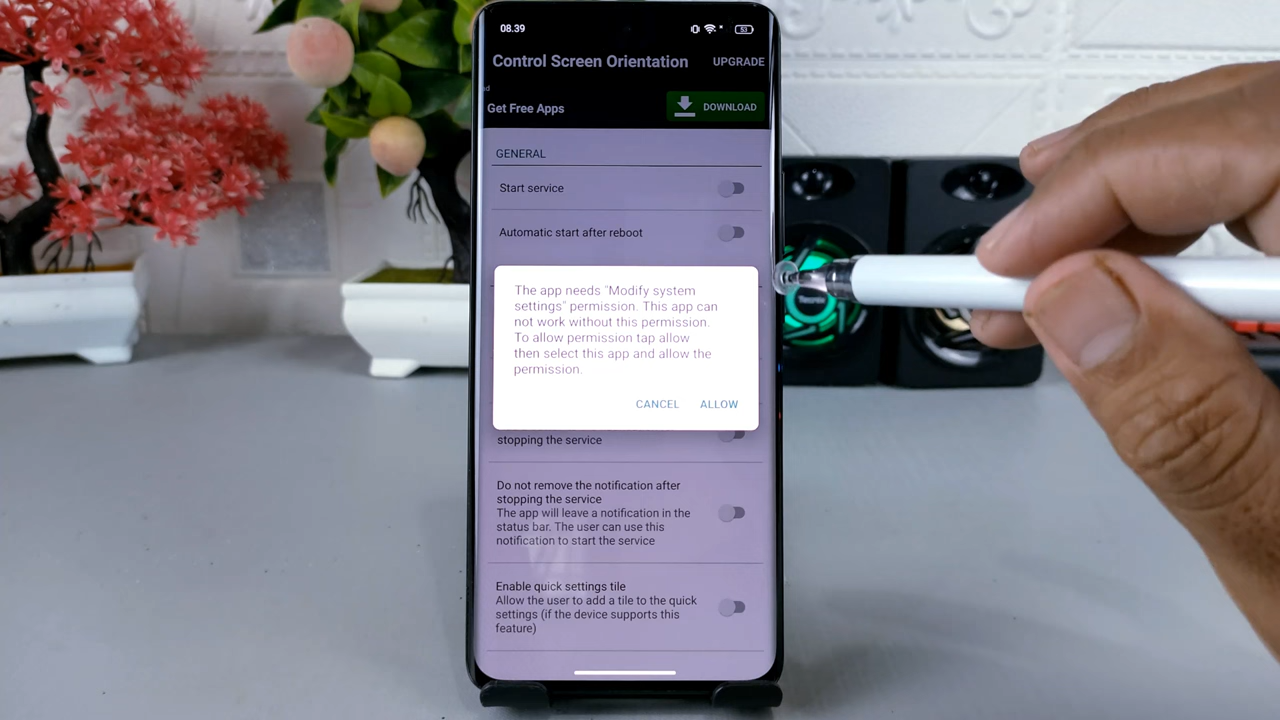 08.39
53
Control Screen Orientation
UPGRADE
Get Free Apps
DOWNLOAD
GENERAL
Start service
Automatic start after reboot
The app needs "Modify system
settings" permission. This app can
not work without this permission.
To allow permission tap allow
then select this app and allow the
permission.
CANCEL
ALLOW
stopping the service
Do not remove the notification after
stopping the service
The app will leave a notification in the
status bar. The user can use this
notification to start the service
Enable quick settings tile
Allow the user to add a tile to the quick
settings (if the device supports this
feature)